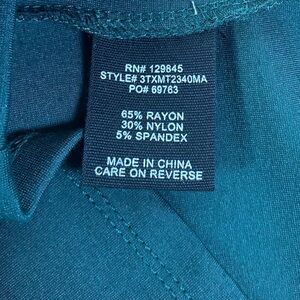 RN# 129845
STYLE# 3TXMT2340MA
PO# 69763
65% RAYON
30% NYLON
5% SPANDEX
MADE IN CHINA
CARE ON REVERSE